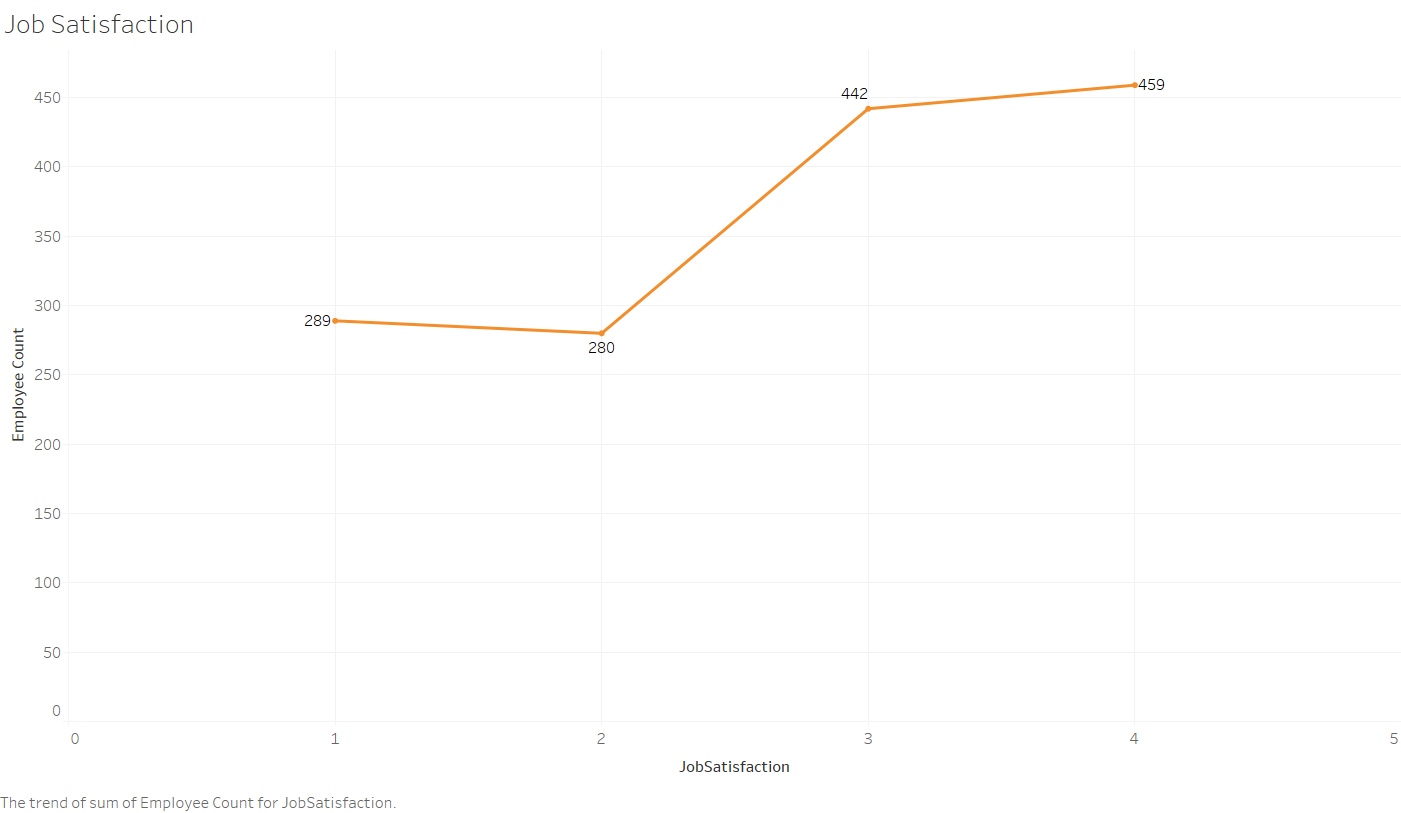 Job Satisfaction
459
442
450
400
350
300
289
280
250
200
150
100
50
0
Employee Count
0 1 2 3 4 5
JobSatisfaction
The trend of sum of Employee Count for JobSatisfaction.